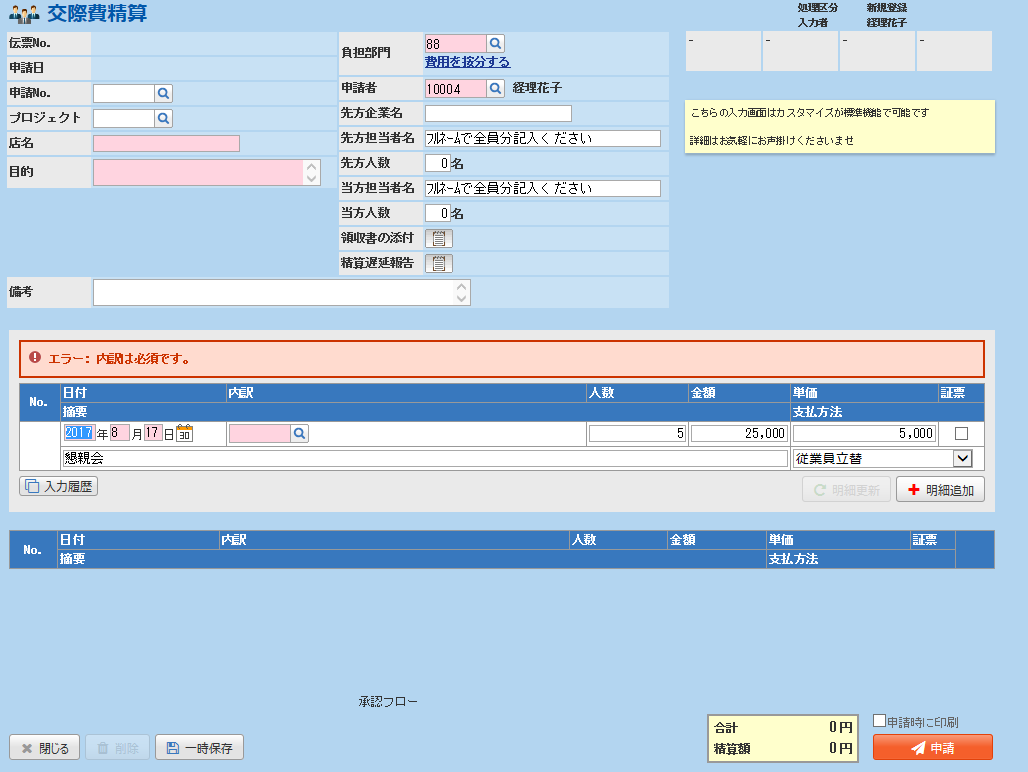 交際費精算
処理区分 新規登録
入力者 経理花子
伝票No.
申請日
申請No.
プロジェクト
店名
目的
負担部門 88
費用を按分する
申請者 10004 経理花子
先方企業名
先方担当者名 ﾌﾙﾈｰﾑで全員分記入ください
先方人数 0名
当方担当者名 ﾌﾙﾈｰﾑで全員分記入ください
当方人数 0名
領収書の添付
精算遅延報告
備考
- - - -
こちらの入力画面はカスタマイズが標準機能で可能です
詳細はお気軽にお声掛けくださいませ
エラー: 内訳は必須です。
No. 日付 内訳 人数 金額 単価 証票
摘要 支払方法
2017年8月17日 30 5 25,000 5,000
懇親会 従業員立替
入力履歴 明細更新 明細追加
No. 日付 内訳 人数 金額 単価 証票
摘要 支払方法
承認フロー
閉じる 削除 一時保存
合計 0円
精算額 0円
申請時に印刷
申請